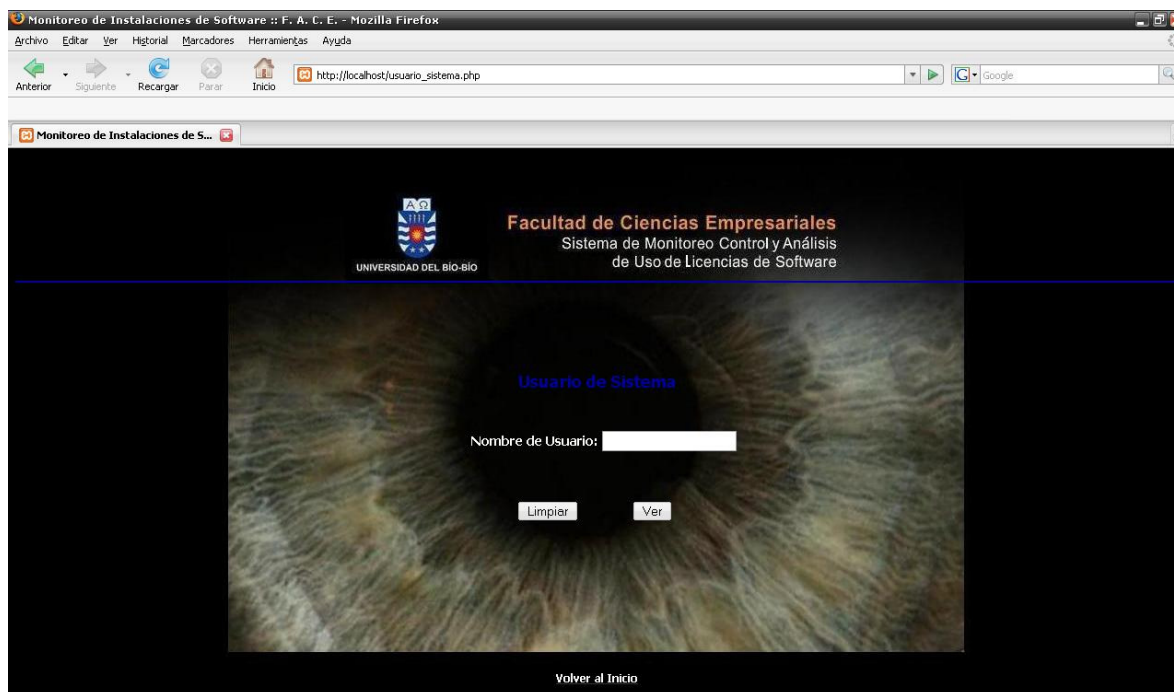 Monitoreo de Instalaciones de Software :: F. A. C. E. - Mozilla Firefox
Archivo Editar Ver Historial Marcadores Herramientas Ayuda
http://localhost/usuario_sistema.php
G Google
Anterior Siguiente Recargar Parar Inicio
Monitoreo de Instalaciones de S...
ΑΩ
UNIVERSIDAD DEL BÍO-BÍO
Facultad de Ciencias Empresariales
Sistema de Monitoreo Control y Análisis
de Uso de Licencias de Software
Usuario de Sistema
Nombre de Usuario:
Limpiar Ver
Volver al Inicio